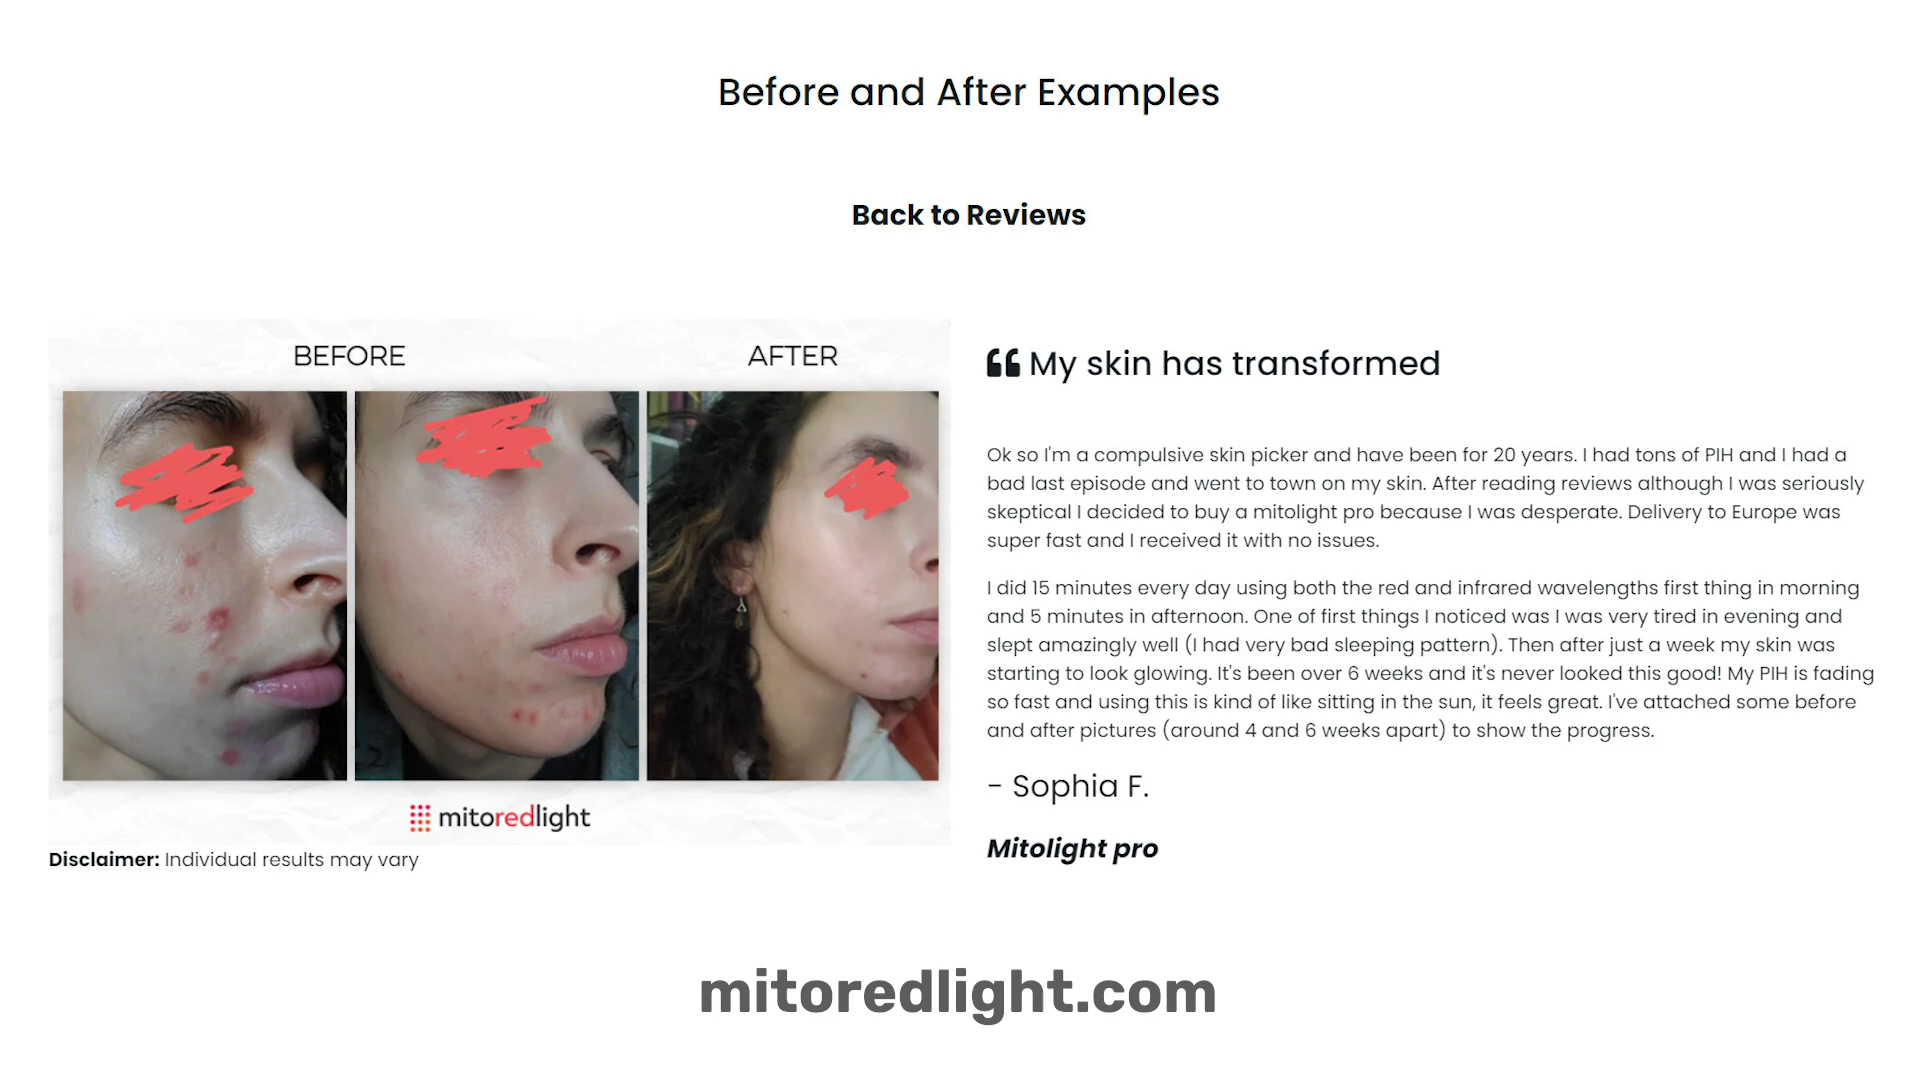 Before and After Examples
Back to Reviews
BEFORE
AFTER
mitoredlight
Disclaimer: Individual results may vary
❝ My skin has transformed
Ok so I'm a compulsive skin picker and have been for 20 years. I had tons of PIH and I had a
bad last episode and went to town on my skin. After reading reviews although I was seriously
skeptical I decided to buy a mitolight pro because I was desperate. Delivery to Europe was
super fast and I received it with no issues.
I did 15 minutes every day using both the red and infrared wavelengths first thing in morning
and 5 minutes in afternoon. One of first things I noticed was I was very tired in evening and
slept amazingly well (I had very bad sleeping pattern). Then after just a week my skin was
starting to look glowing. It's been over 6 weeks and it's never looked this good! My PIH is fading
so fast and using this is kind of like sitting in the sun, it feels great. I've attached some before
and after pictures (around 4 and 6 weeks apart) to show the progress.
- Sophia F.
Mitolight pro
mitoredlight.com